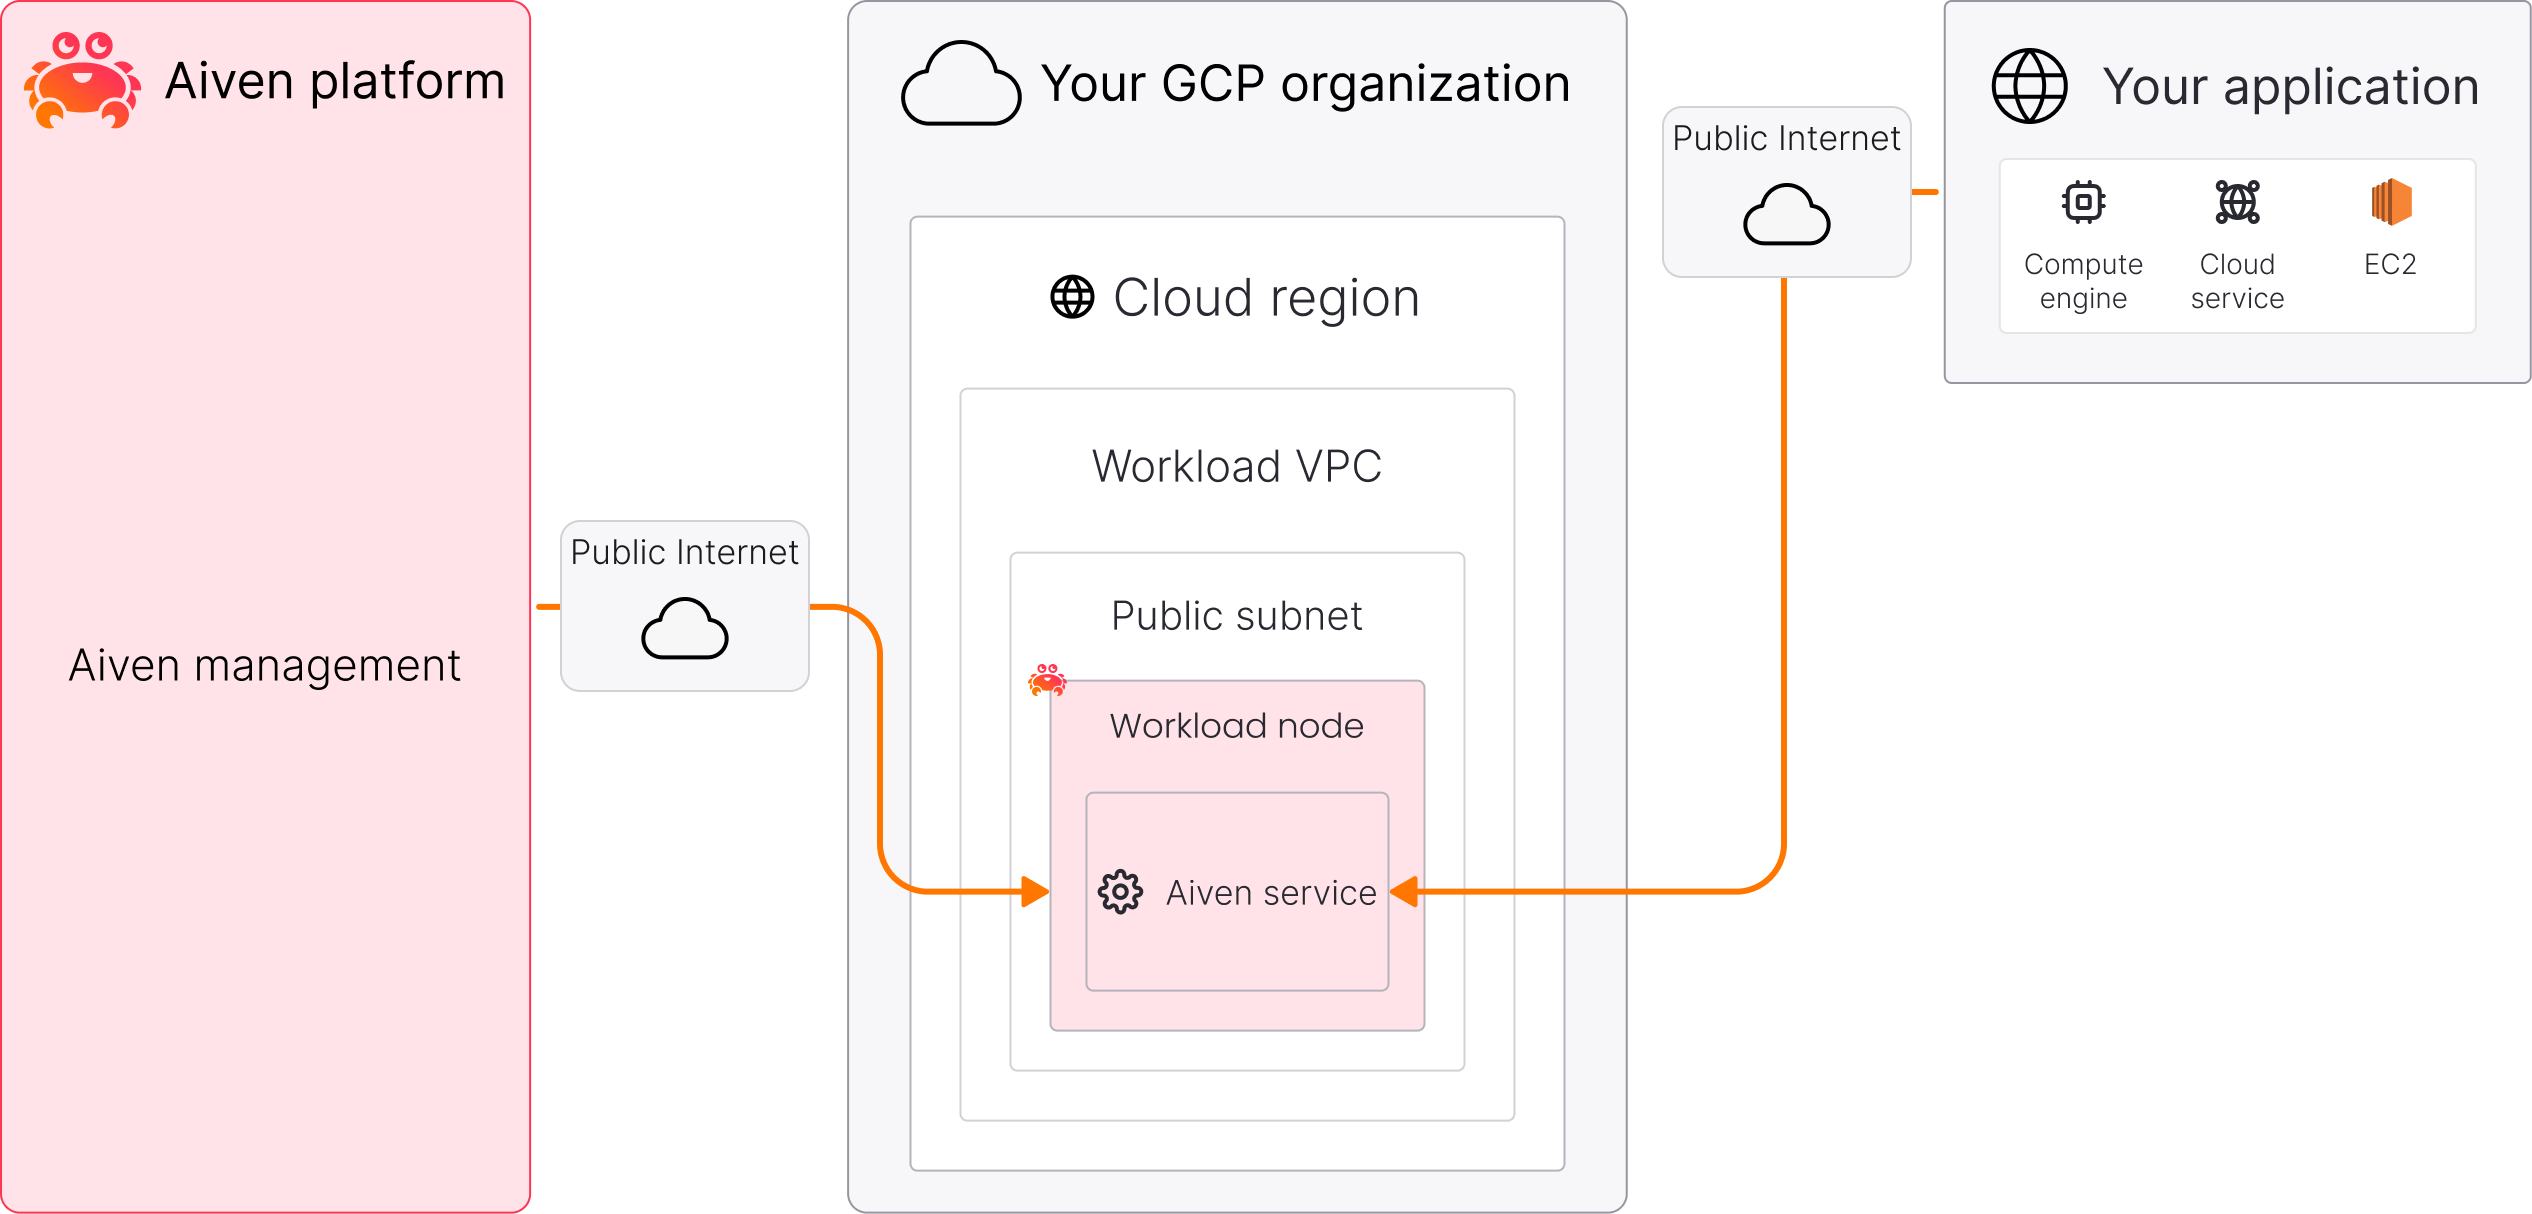 Aiven platform
Aiven management
Public Internet
Your GCP organization
Cloud region
Workload VPC
Public subnet
Workload node
Aiven service
Public Internet
Your application
Compute
engine
Cloud
service
EC2